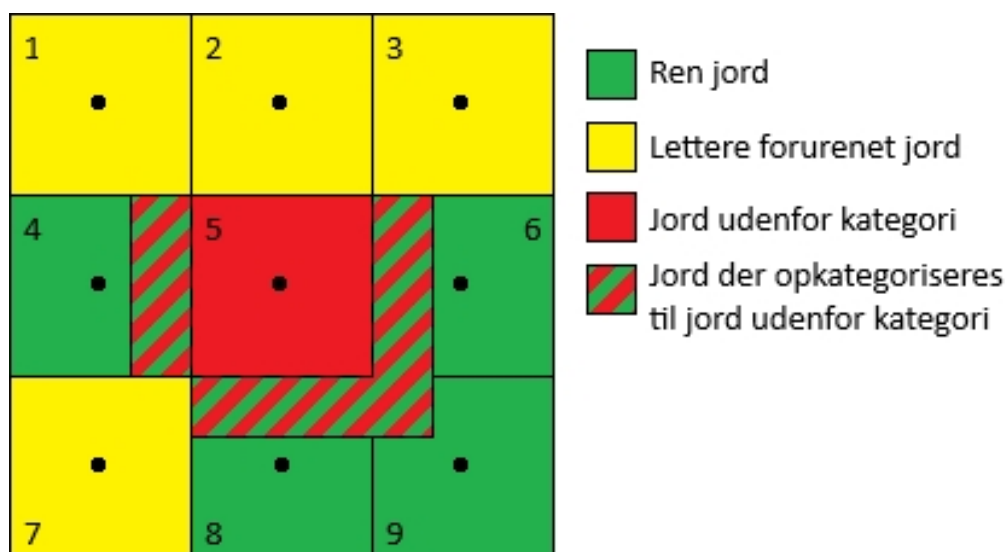 1
2
3
4
5
6
7
8
9
Ren jord
Lettere forurenet jord
Jord udenfor kategori
Jord der opkategoriseres
til jord udenfor kategori